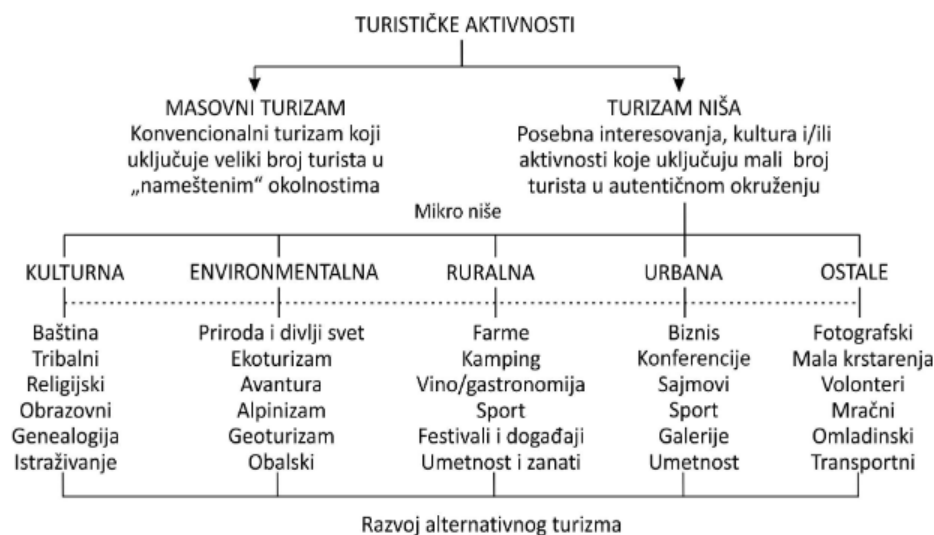 TURISTIČKE AKTIVNOSTI
MASOVNI TURIZAM
Konvencionalni turizam koji
uključuje veliki broj turista u
„nameštenim“ okolnostima
TURIZAM NIŠA
Posebna interesovanja, kultura i/ili
aktivnosti koje uključuju mali broj
turista u autentičnom okruženju
Mikro niše
KULTURNA
Baština
Tribalni
Religijski
Obrazovni
Genealogija
Istraživanje
ENVIRONMENTALNA
Priroda i divlji svet
Ekoturizam
Avantura
Alpinizam
Geoturizam
Obalski
RURALNA
Farme
Kamping
Vino/gastronomija
Sport
Festivali i događaji
Umetnost i zanati
URBANA
Biznis
Konferencije
Sajmovi
Sport
Galerije
Umetnost
OSTALE
Fotografski
Mala krstarenja
Volonteri
Mračni
Omladinski
Transportni
Razvoj alternativnog turizma